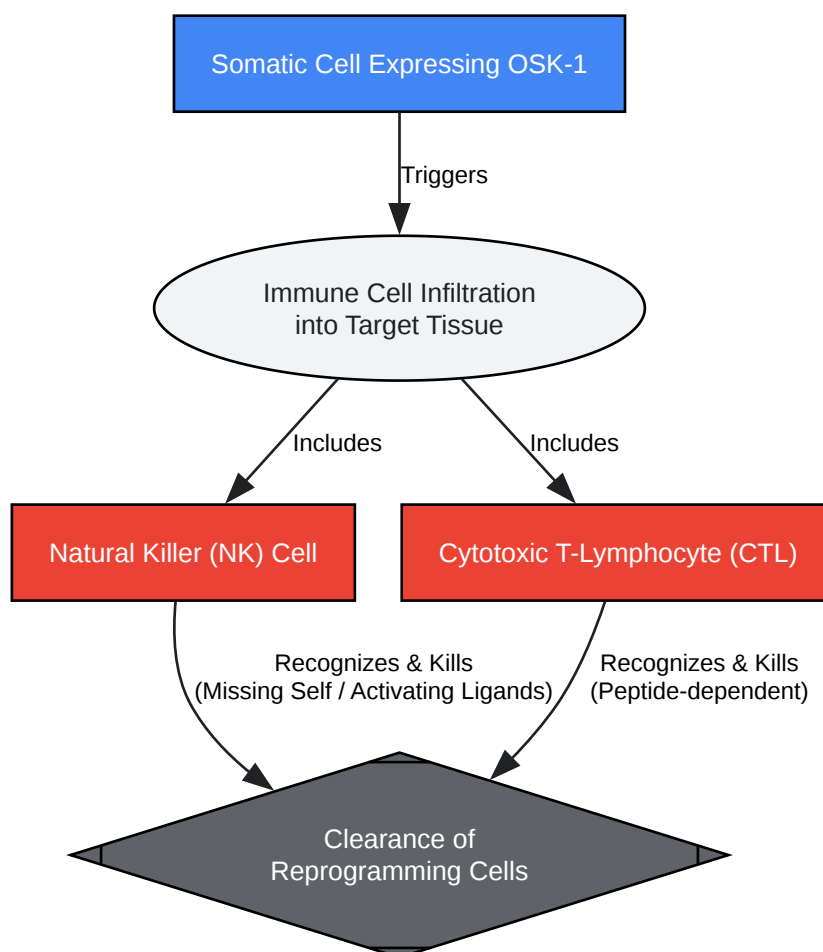 Somatic Cell Expressing OSK-1
Triggers
Immune Cell Infiltration
into Target Tissue
Includes
Includes
Natural Killer (NK) Cell
Cytotoxic T-Lymphocyte (CTL)
Recognizes & Kills
(Missing Self / Activating Ligands)
Recognizes & Kills
(Peptide-dependent)
Clearance of
Reprogramming Cells